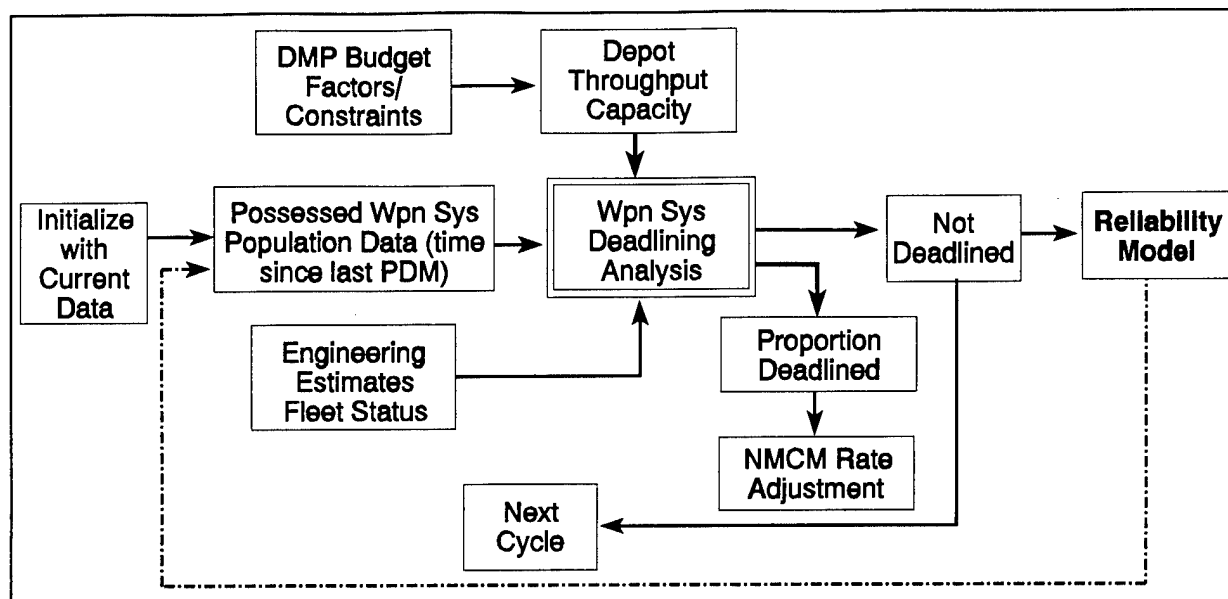 DMP Budget
Factors/
Constraints
Depot
Throughput
Capacity
Initialize
with
Current
Data
Possessed Wpn Sys
Population Data (time
since last PDM)
Wpn Sys
Deadlining
Analysis
Not
Deadlined
Reliability
Model
Engineering
Estimates
Fleet Status
Proportion
Deadlined
NMCM Rate
Adjustment
Next
Cycle